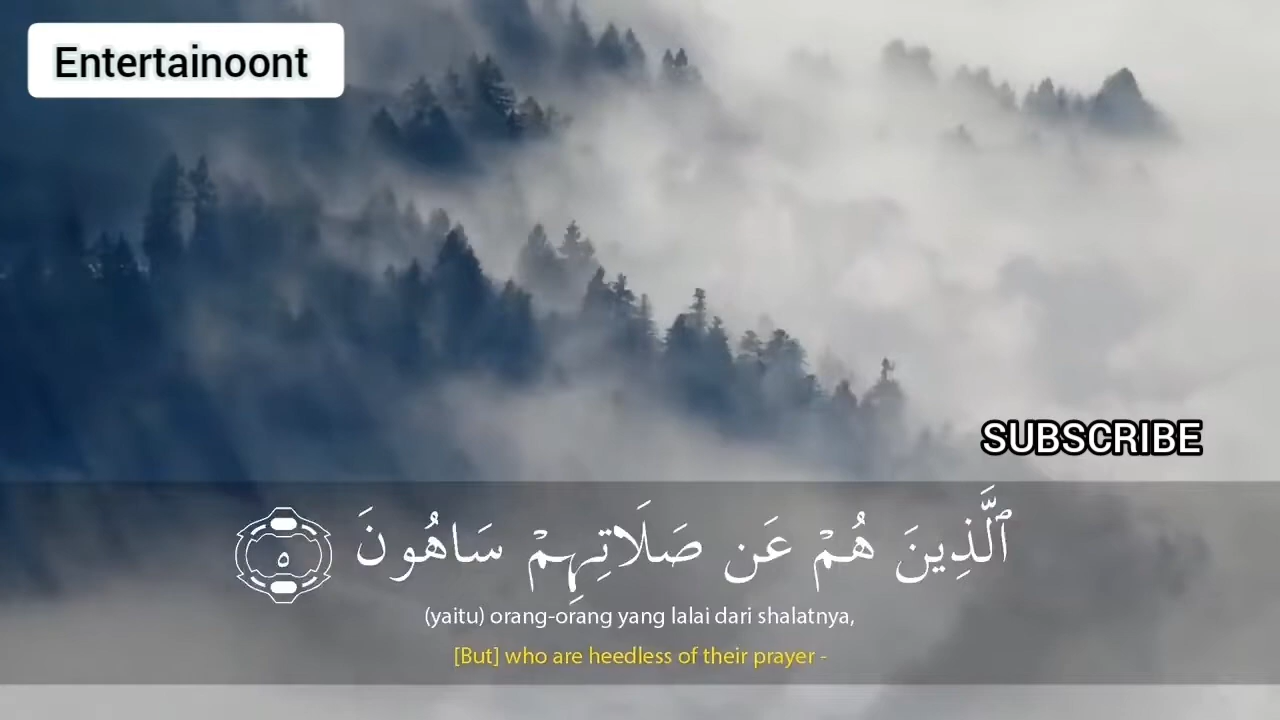 Entertainoont
SUBSCRIBE
ٱلَّذِينَ هُمْ عَن صَلَاتِهِمْ سَاهُونَ ٥
(yaitu) orang-orang yang lalai dari shalatnya,
[But] who are heedless of their prayer -